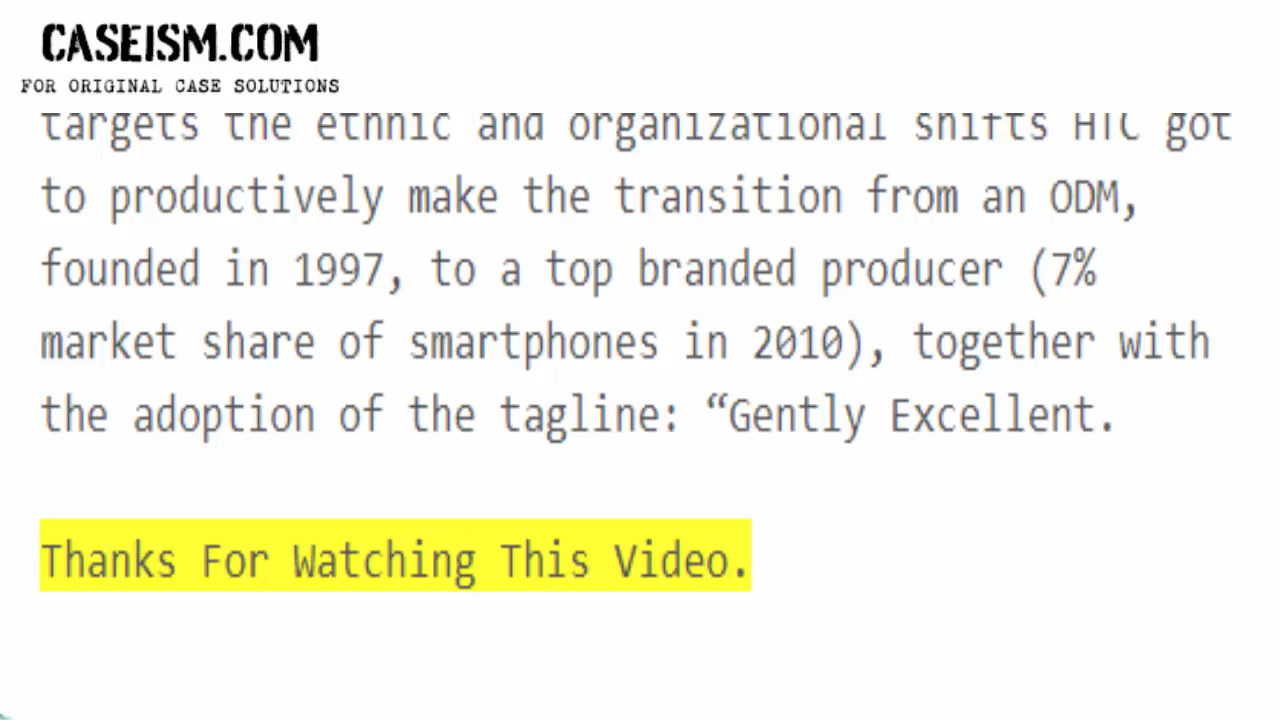 CASEISM.COM
FOR ORIGINAL CASE SOLUTIONS
targets the ethnic and organizational shifts HTC got
to productively make the transition from an ODM,
founded in 1997, to a top branded producer (7%
market share of smartphones in 2010), together with
the adoption of the tagline: “Gently Excellent.
Thanks For Watching This Video.